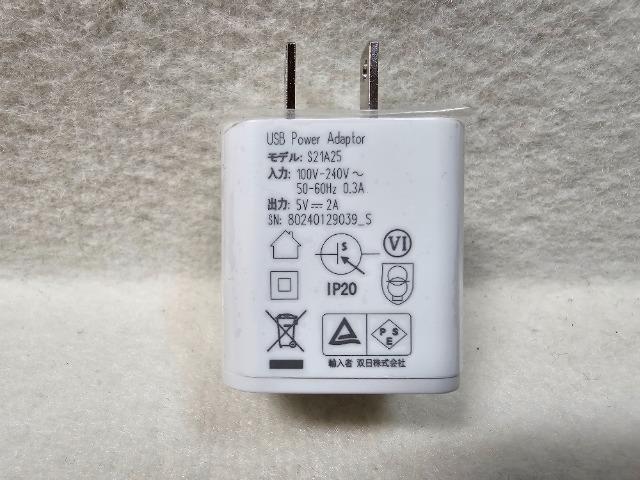 USB Power Adaptor
モデル: S21A25
入力: 100V-240V～
50-60Hz 0.3A
出力: 5V⎓2A
SN: 80240129039_S
S
VI
IP20
P S E
輸入者 双日株式会社